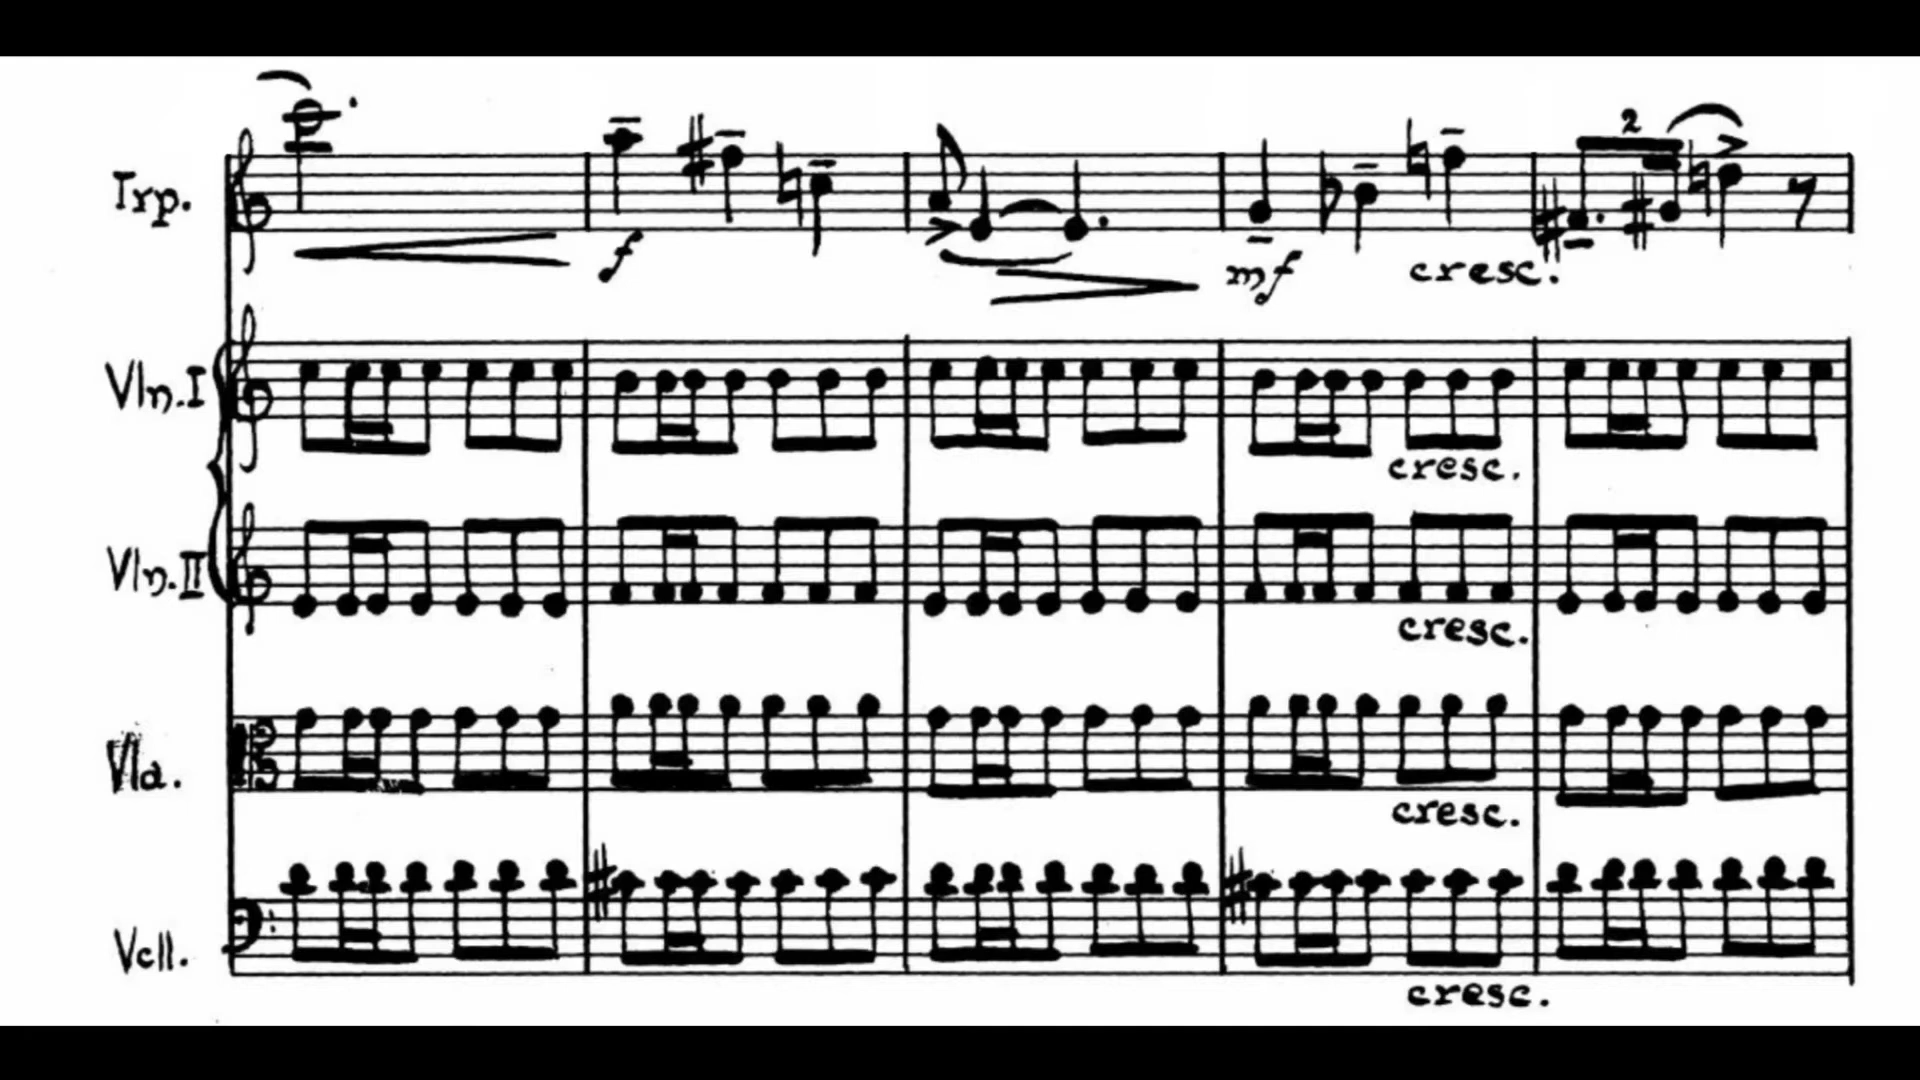 Trp.
2
f
mf
cresc.
Vln.I
cresc.
Vln.II
cresc.
Vla.
cresc.
Vcll.
cresc.